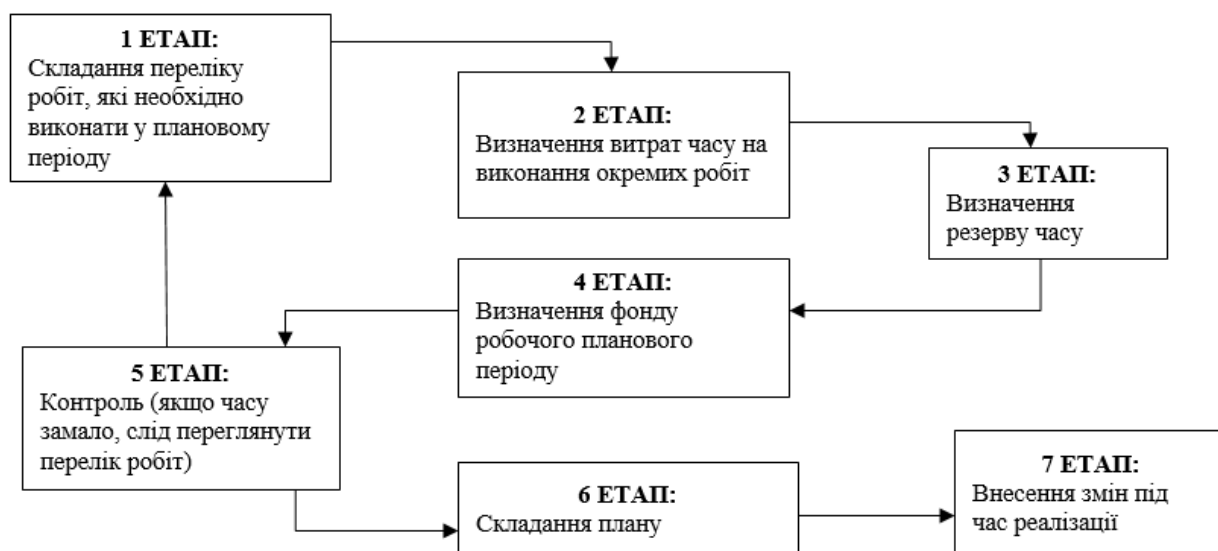 1 ЕТАП:
Складання переліку
робіт, які необхідно
виконати у плановому
періоду
2 ЕТАП:
Визначення витрат часу на
виконання окремих робіт
3 ЕТАП:
Визначення
резерву часу
4 ЕТАП:
Визначення фонду
робочого планового
періоду
5 ЕТАП:
Контроль (якщо часу
замало, слід переглянути
перелік робіт)
6 ЕТАП:
Складання плану
7 ЕТАП:
Внесення змін під
час реалізації